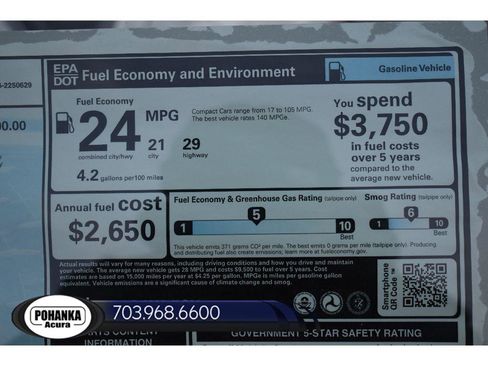 EPA
DOT
Fuel Economy and Environment
Gasoline Vehicle
-2250629
00.00
Fuel Economy
24 MPG
21
29
combined city/hwy
city
highway
4.2 gallons per 100 miles
Compact Cars range from 17 to 105 MPG.
The best vehicle rates 140 MPGe.
You spend
$3,750
in fuel costs
over 5 years
compared to the
average new vehicle.
Annual fuel cost
$2,650
Fuel Economy & Greenhouse Gas Rating (tailpipe only)
5
1
10
Best
This vehicle emits 371 grams CO² per mile. The best emits 0 grams per mile (tailpipe only). Producing
and distributing fuel also create emissions; learn more at fueleconomy.gov.
Smog Rating (tailpipe only)
6
1
10
Best
Actual results will vary for many reasons, including driving conditions and how you drive and maintain
your vehicle. The average new vehicle gets 28 MPG and costs $9,500 to fuel over 5 years. Cost
estimates are based on 15,000 miles per year at $4.25 per gallon. MPGe is miles per gasoline gallon
equivalent. Vehicle emissions are a significant cause of climate change and smog.
Smartphone
QR Code ™
POHANKA
Acura
703.968.6600
PARTS CONTENT
INFORMATION
GOVERNMENT 5-STAR SAFETY RATING